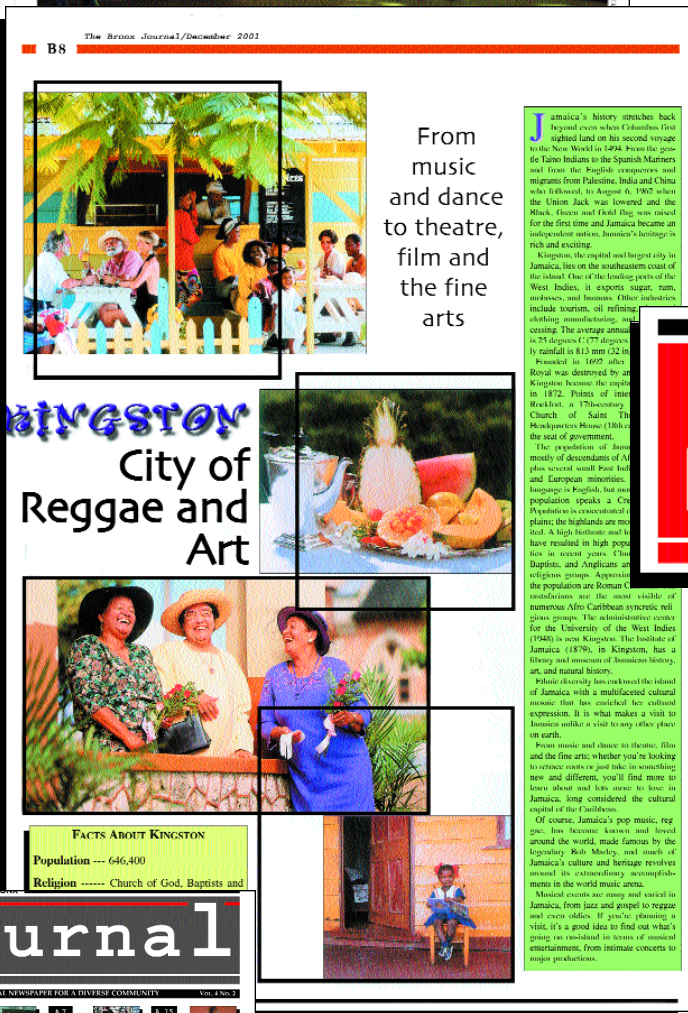 The Bronx Journal/December 2001
B8
From
music
and dance
to theatre,
film and
the fine
arts
KINGSTON
City of
Reggae and
Art
Jamaica's history stretches back
beyond even when Columbus first
sighted land on his second voyage
to the New World in 1494. From the gen-
tle Taino Indians to the Spanish Mariners
and from the English conquerors and
migrants from Palestine, India and China
who followed, to August 6, 1962 when
the Union Jack was lowered and the
Black, Green and Gold flag was raised
for the first time and Jamaica became an
independent nation, Jamaica's heritage is
rich and exciting.
Kingston, the capital and largest city in
Jamaica, lies on the southeastern coast of
the island. One of the leading ports of the
West Indies, it exports sugar, rum,
molasses, and bananas. Other industries
include tourism, oil refining,
clothing manufacturing, and
cessing. The average annual
is 25 degrees C (77 degrees
ly rainfall is 813 mm (32 in
Founded in 1692 after
Royal was destroyed by an
Kingston became the capita
in 1872. Points of inter
Rockfort, a 17th-century
Church of Saint Th
Headquarters House (18th c
the seat of government.
The population of Jama
mostly of descendants of Af
plus several small East Indi
and European minorities.
language is English, but mos
population speaks a Cre
Population is concentrated o
plains; the highlands are mo
ited. A high birthrate and lo
have resulted in high popu
ties in recent years. Chur
Baptists, and Anglicans are
religious groups. Approxim
the population are Roman C
rastafarians are the most visible of
numerous Afro Caribbean syncretic reli
gious groups. The administrative center
for the University of the West Indies
(1948) is near Kingston. The Institute of
Jamaica (1879), in Kingston, has a
library and museum of Jamaican history,
art, and natural history.
Ethnic diversity has endowed the island
of Jamaica with a multifaceted cultural
mosaic that has enriched her cultural
expression. It is what makes a visit to
Jamaica unlike a visit to any other place
on earth.
From music and dance to theatre, film
and the fine arts; whether you're looking
to retrace roots or just take in something
new and different, you'll find more to
learn about and lots more to love in
Jamaica, long considered the cultural
capital of the Caribbean.
Of course, Jamaica's pop music, reg
gae, has become known and loved
around the world, made famous by the
legendary Bob Marley, and much of
Jamaica's culture and heritage revolves
around its extraordinary accomplish-
ments in the world music arena.
Musical events are many and varied in
Jamaica, from jazz and gospel to reggae
and even oldies. If you're planning a
visit, it's a good idea to find out what's
going on on-island in terms of musical
entertainment, from intimate concerts to
major productions.
FACTS ABOUT KINGSTON
Population --- 646,400
Religion ------ Church of God, Baptists and
urnal
AL NEWSPAPER FOR A DIVERSE COMMUNITY VOL. 4 NO. 2
A 7 A 15